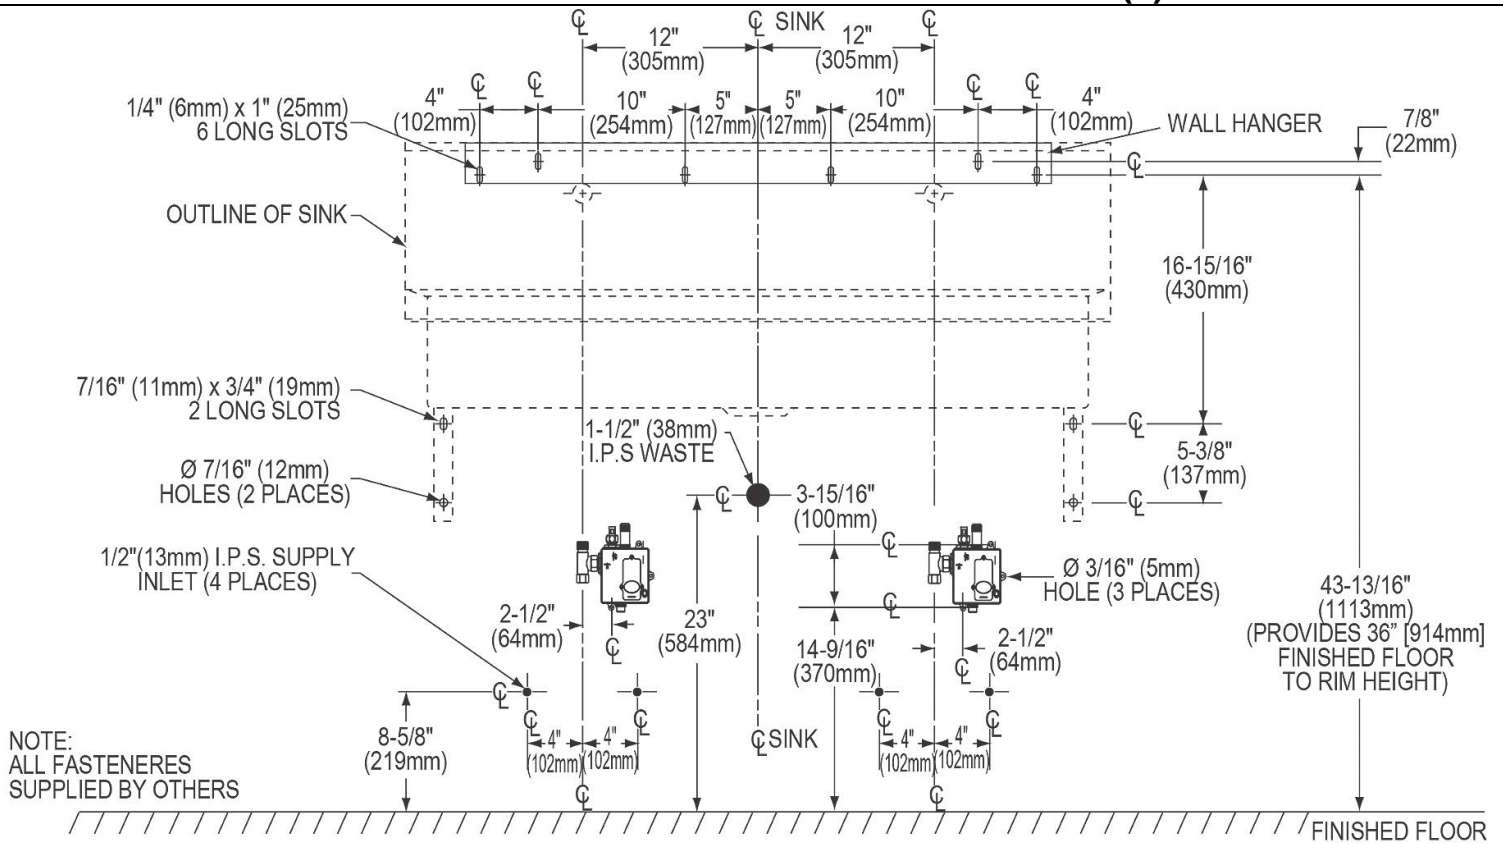 ℄ SINK
℄
℄
12"
(305mm)
12"
(305mm)
℄
℄
℄
℄
4"
(102mm)
10"
(254mm)
5"
(127mm)
5"
(127mm)
10"
(254mm)
4"
(102mm)
1/4" (6mm) x 1" (25mm)
6 LONG SLOTS
WALL HANGER
7/8"
(22mm)
℄
OUTLINE OF SINK
16-15/16"
(430mm)
7/16" (11mm) x 3/4" (19mm)
2 LONG SLOTS
℄
1-1/2" (38mm)
I.P.S WASTE
5-3/8"
(137mm)
Ø 7/16" (12mm)
HOLES (2 PLACES)
℄
℄
3-15/16"
(100mm)
℄
1/2"(13mm) I.P.S. SUPPLY
INLET (4 PLACES)
Ø 3/16" (5mm)
HOLE (3 PLACES)
℄
43-13/16"
(1113mm)
(PROVIDES 36” [914mm]
FINISHED FLOOR
TO RIM HEIGHT)
2-1/2"
(64mm)
℄
23"
(584mm)
14-9/16"
(370mm)
2-1/2"
(64mm)
℄
℄
℄
℄
℄
℄
8-5/8"
(219mm)
4"
(102mm)
4"
(102mm)
℄ SINK
4"
(102mm)
4"
(102mm)
℄
℄
NOTE:
ALL FASTENERES
SUPPLIED BY OTHERS
FINISHED FLOOR